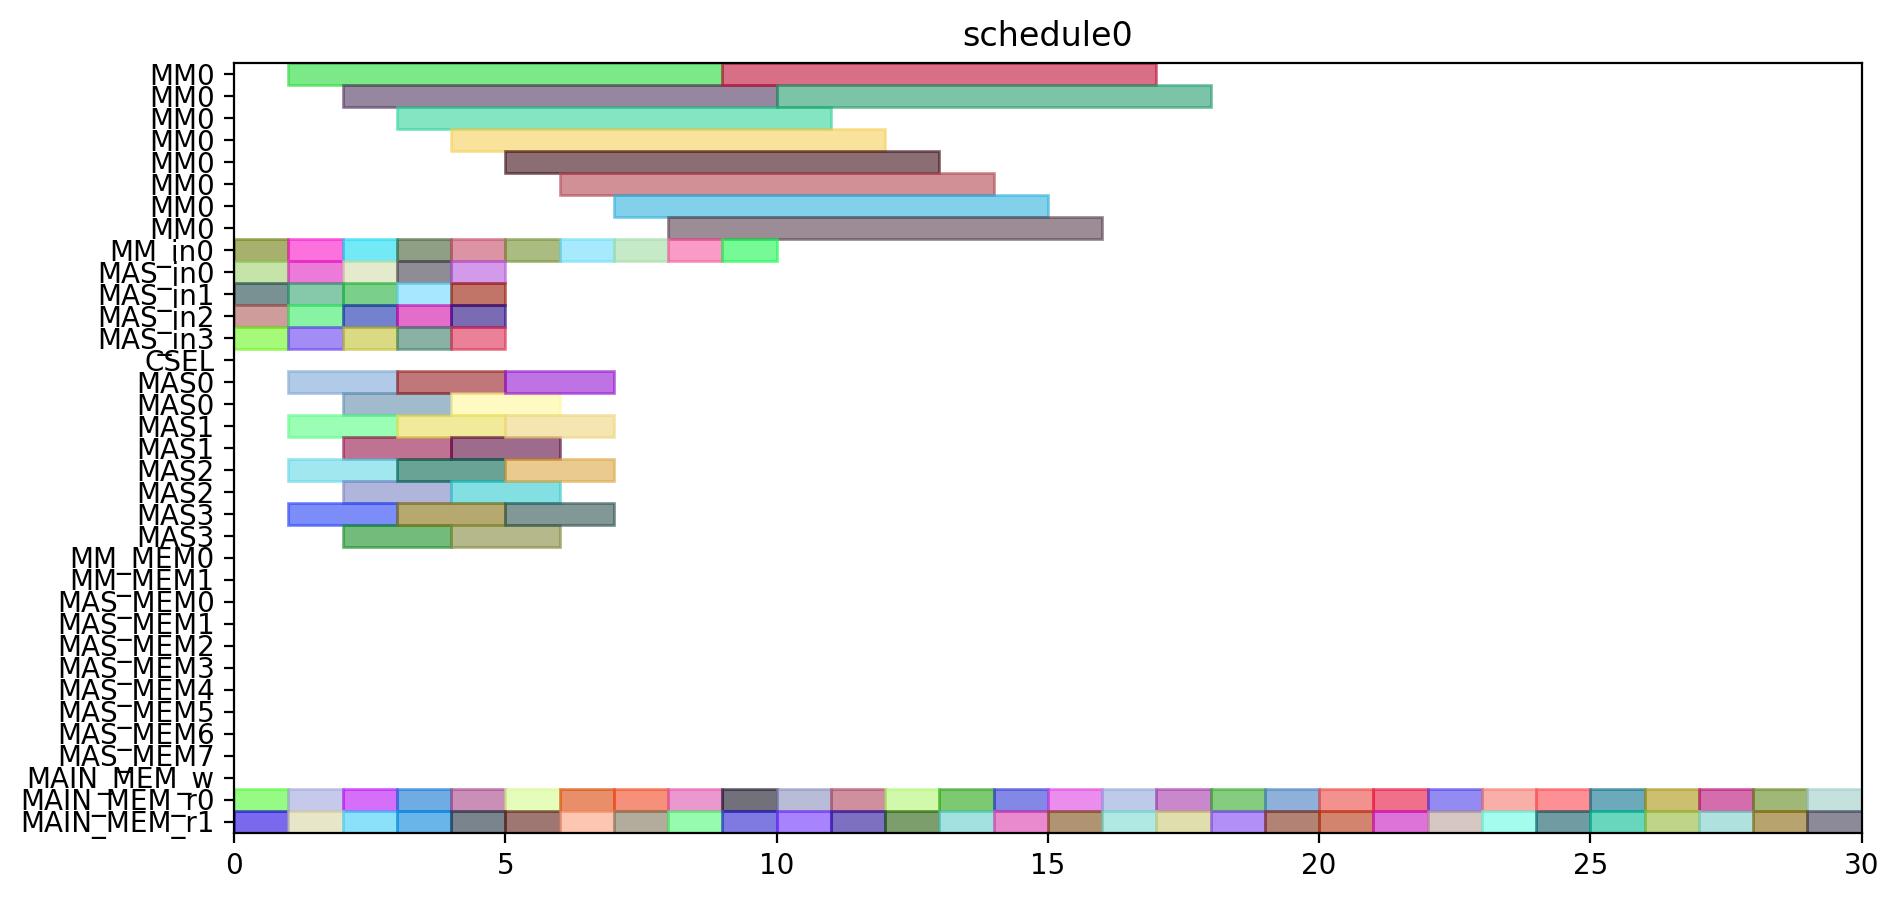 schedule0
MM0
MM0
MM0
MM0
MM0
MM0
MM0
MM0
MM_in0
MAS_in0
MAS_in1
MAS_in2
MAS_in3
CSEL
MAS0
MAS0
MAS1
MAS1
MAS2
MAS2
MAS3
MAS3
MM_MEM0
MM_MEM1
MAS_MEM0
MAS_MEM1
MAS_MEM2
MAS_MEM3
MAS_MEM4
MAS_MEM5
MAS_MEM6
MAS_MEM7
MAIN_MEM_w
MAIN_MEM_r0
MAIN_MEM_r1
0 5 10 15 20 25 30